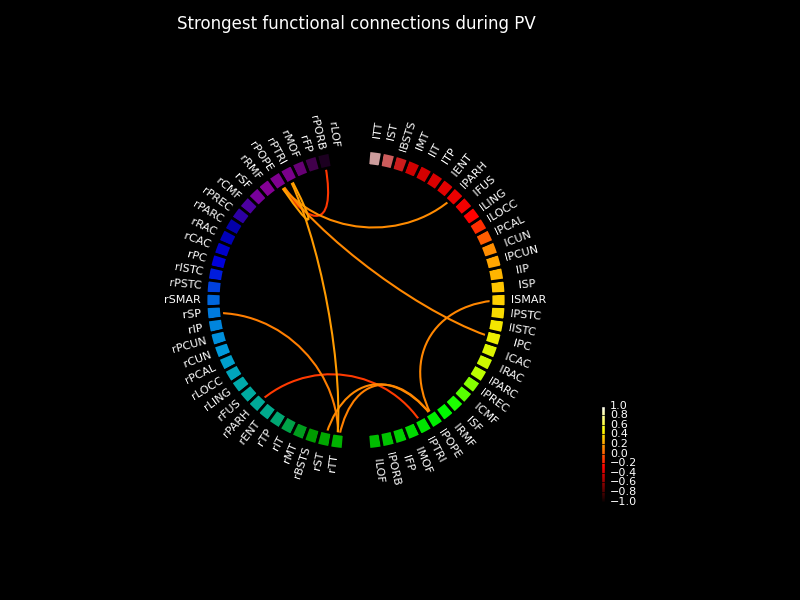 Strongest functional connections during PV
lTT
lST
lBSTS
lMT
lIT
lTP
lENT
lPARH
lFUS
lLING
lLOCC
lPCAL
lCUN
lPCUN
lIP
lSP
lSMAR
lPSTC
lISTC
lPC
lCAC
lRAC
lPARC
lPREC
lCMF
lSF
lRMF
lPOPE
lPTRI
lMOF
lFP
lPORB
lLOF
rTT
rST
rBSTS
rMT
rIT
rTP
rENT
rPARH
rFUS
rLING
rLOCC
rPCAL
rCUN
rPCUN
rIP
rSP
rSMAR
rPSTC
rISTC
rPC
rCAC
rRAC
rPARC
rPREC
rCMF
rSF
rRMF
rPOPE
rPTRI
rMOF
rFP
rPORB
rLOF
1.0
0.8
0.6
0.4
0.2
0.0
−0.2
−0.4
−0.6
−0.8
−1.0